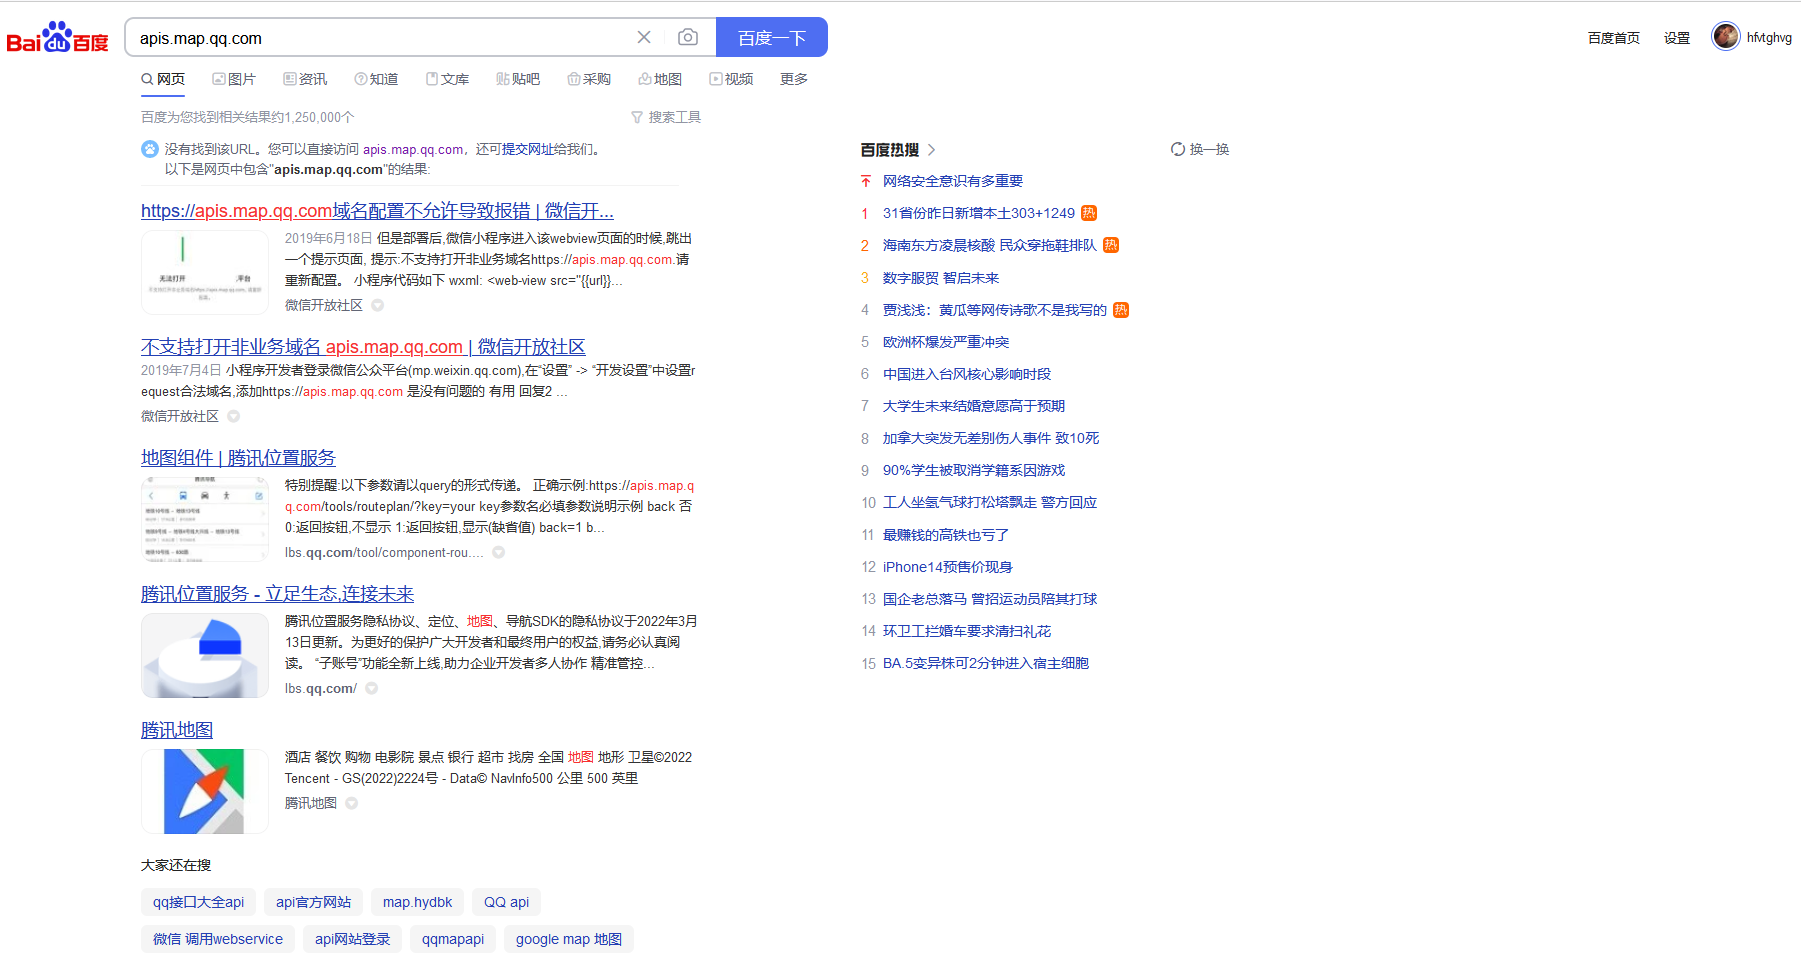 Bai du 百度
apis.map.qq.com
百度一下
百度首页 设置 hfvtghvg
网页 图片 资讯 知道 文库 贴吧 采购 地图 视频 更多
百度为您找到相关结果约1,250,000个
搜索工具
没有找到该URL。您可以直接访问 apis.map.qq.com，还可提交网址给我们。
以下是网页中包含"apis.map.qq.com"的结果:
https://apis.map.qq.com域名配置不允许导致报错 | 微信开...
2019年6月18日 但是部署后,微信小程序进入该webview页面的时候,跳出
一个提示页面, 提示:不支持打开非业务域名https://apis.map.qq.com.请
重新配置。 小程序代码如下 wxml: <web-view src="{{url}}...
微信开放社区
无法打开 .平台
不支持打开非业务域名 apis.map.qq.com | 微信开放社区
2019年7月4日 小程序开发者登录微信公众平台(mp.weixin.qq.com),在“设置” -> “开发设置”中设置r
equest合法域名,添加https://apis.map.qq.com 是没有问题的 有用 回复2 ...
微信开放社区
地图组件 | 腾讯位置服务
特别提醒:以下参数请以query的形式传递。 正确示例:https://apis.map.q
q.com/tools/routeplan/?key=your key参数名必填参数说明示例 back 否
0:返回按钮,不显示 1:返回按钮,显示(缺省值) back=1 b...
lbs.qq.com/tool/component-rou....
腾讯位置服务 - 立足生态,连接未来
腾讯位置服务隐私协议、定位、地图、导航SDK的隐私协议于2022年3月
13日更新。为更好的保护广大开发者和最终用户的权益,请务必认真阅
读。 “子账号”功能全新上线,助力企业开发者多人协作 精准管控...
lbs.qq.com/
腾讯地图
酒店 餐饮 购物 电影院 景点 银行 超市 找房 全国 地图 地形 卫星©2022
Tencent - GS(2022)2224号 - Data© NavInfo500 公里 500 英里
腾讯地图
大家还在搜
qq接口大全api api官方网站 map.hydbk QQ api
微信 调用webservice api网站登录 qqmapapi google map 地图
百度热搜 换一换
网络安全意识有多重要
1 31省份昨日新增本土303+1249 热
2 海南东方凌晨核酸 民众穿拖鞋排队 热
3 数字服贸 智启未来
4 贾浅浅：黄瓜等网传诗歌不是我写的 热
5 欧洲杯爆发严重冲突
6 中国进入台风核心影响时段
7 大学生未来结婚意愿高于预期
8 加拿大突发无差别伤人事件 致10死
9 90%学生被取消学籍系因游戏
10 工人坐氢气球打松塔飘走 警方回应
11 最赚钱的高铁也亏了
12 iPhone14预售价现身
13 国企老总落马 曾招运动员陪其打球
14 环卫工拦婚车要求清扫礼花
15 BA.5变异株可2分钟进入宿主细胞